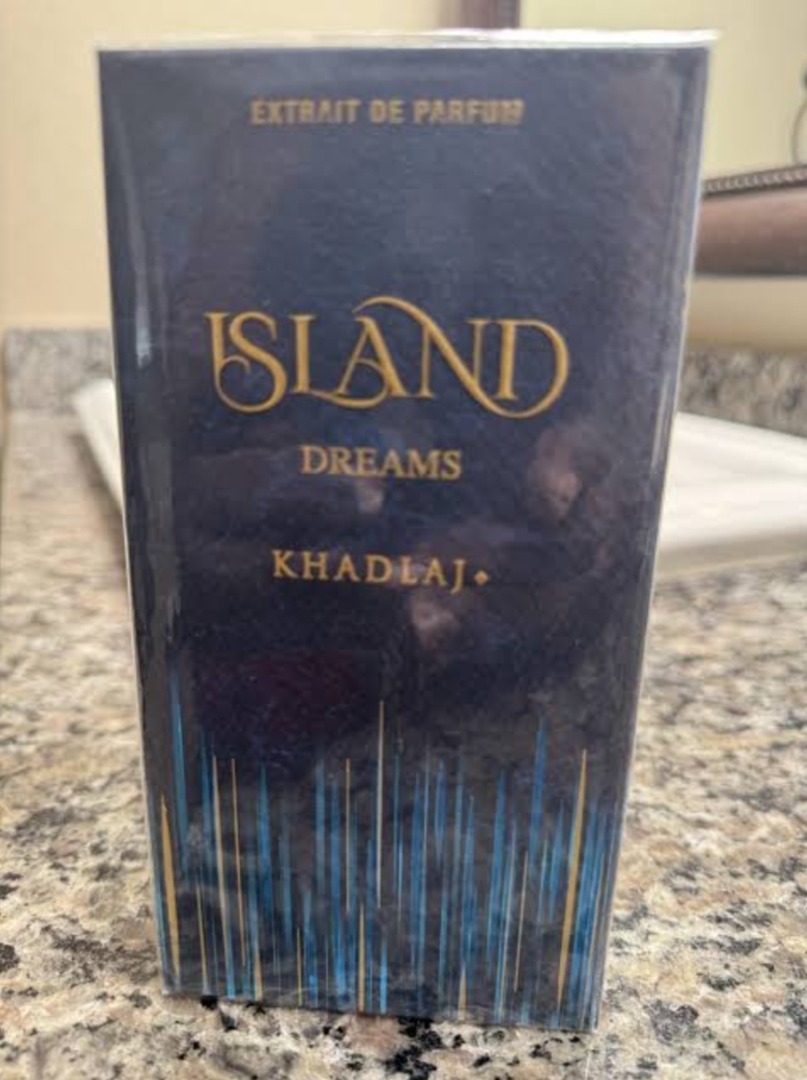 EXTRAIT DE PARFUM
ISLAND
DREAMS
KHADLAJ